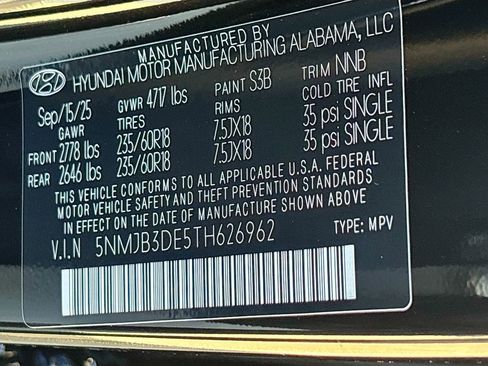 MANUFACTURED BY
HYUNDAI MOTOR MANUFACTURING ALABAMA, LLC
Sep/15/25 GVWR 4717 lbs PAINT S3B TRIM NNB
GAWR TIRES RIMS COLD TIRE INFL
FRONT 2778 lbs 235/60R18 7.5JX18 35 psi SINGLE
REAR 2646 lbs 235/60R18 7.5JX18 35 psi SINGLE
THIS VEHICLE CONFORMS TO ALL APPLICABLE U.S.A. FEDERAL
MOTOR VEHICLE SAFETY AND THEFT PREVENTION STANDARDS
IN EFFECT ON THE DATE OF MANUFACTURE SHOWN ABOVE.
V.I.N 5NMJB3DE5TH626962 TYPE: MPV